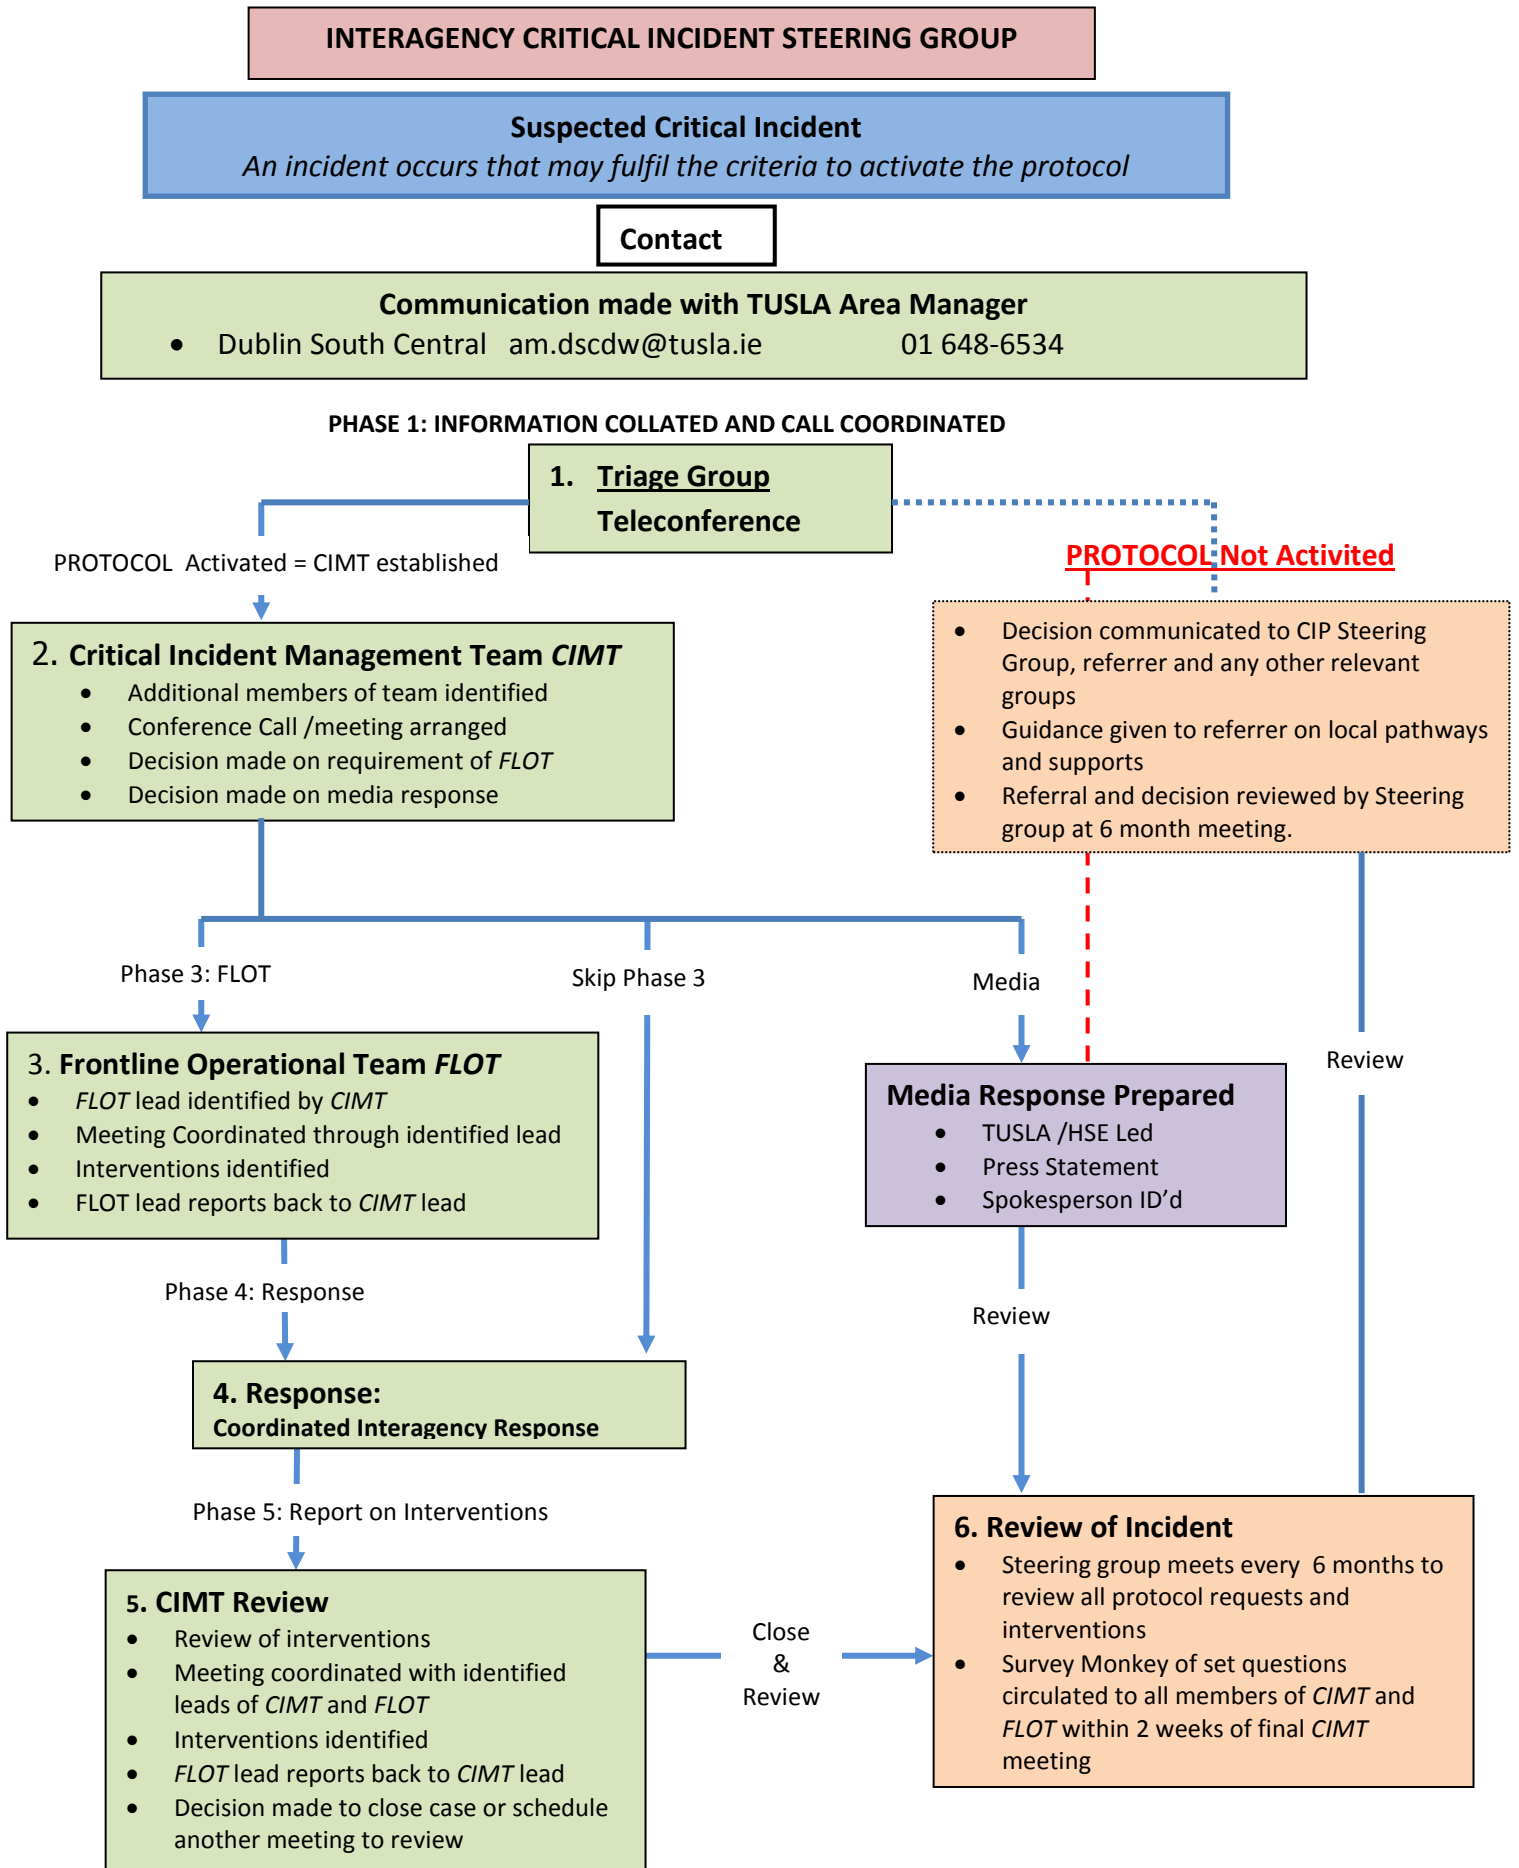 INTERAGENCY CRITICAL INCIDENT STEERING GROUP
Suspected Critical Incident
An incident occurs that may fulfil the criteria to activate the protocol
Contact
Communication made with TUSLA Area Manager
• Dublin South Central am.dscdw@tusla.ie 01 648-6534
PHASE 1: INFORMATION COLLATED AND CALL COORDINATED
1. Triage Group
Teleconference
PROTOCOL Activated = CIMT established
PROTOCOL Not Activited
2. Critical Incident Management Team CIMT
• Additional members of team identified
• Conference Call /meeting arranged
• Decision made on requirement of FLOT
• Decision made on media response
• Decision communicated to CIP Steering
Group, referrer and any other relevant
groups
• Guidance given to referrer on local pathways
and supports
• Referral and decision reviewed by Steering
group at 6 month meeting.
Phase 3: FLOT
Skip Phase 3
Media
3. Frontline Operational Team FLOT
• FLOT lead identified by CIMT
• Meeting Coordinated through identified lead
• Interventions identified
• FLOT lead reports back to CIMT lead
Media Response Prepared
• TUSLA /HSE Led
• Press Statement
• Spokesperson ID’d
Review
Phase 4: Response
Review
4. Response:
Coordinated Interagency Response
Phase 5: Report on Interventions
5. CIMT Review
• Review of interventions
• Meeting coordinated with identified
leads of CIMT and FLOT
• Interventions identified
• FLOT lead reports back to CIMT lead
• Decision made to close case or schedule
another meeting to review
Close
&
Review
6. Review of Incident
• Steering group meets every 6 months to
review all protocol requests and
interventions
• Survey Monkey of set questions
circulated to all members of CIMT and
FLOT within 2 weeks of final CIMT
meeting